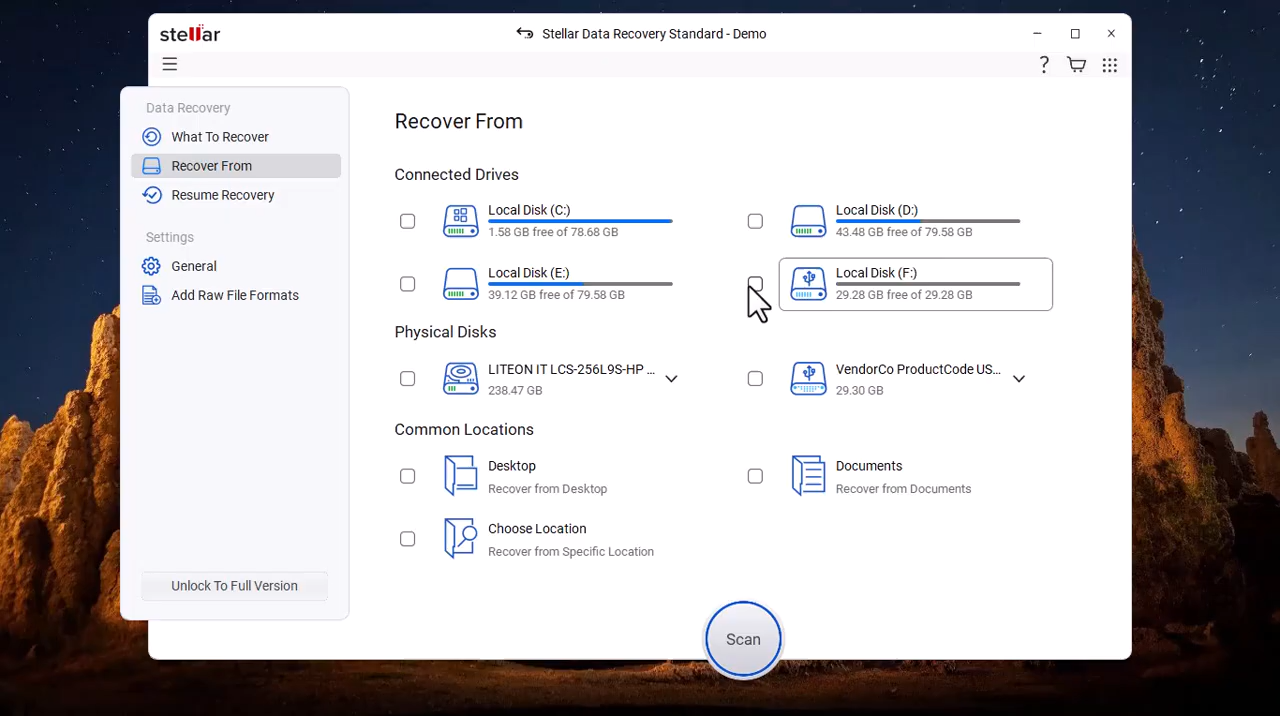 stellar
Stellar Data Recovery Standard - Demo
Data Recovery
What To Recover
Recover From
Resume Recovery
Settings
General
Add Raw File Formats
Unlock To Full Version
Recover From
Connected Drives
Local Disk (C:)
1.58 GB free of 78.68 GB
Local Disk (D:)
43.48 GB free of 79.58 GB
Local Disk (E:)
39.12 GB free of 79.58 GB
Local Disk (F:)
29.28 GB free of 29.28 GB
Physical Disks
LITEON IT LCS-256L9S-HP ...
238.47 GB
VendorCo ProductCode US...
29.30 GB
Common Locations
Desktop
Recover from Desktop
Documents
Recover from Documents
Choose Location
Recover from Specific Location
Scan